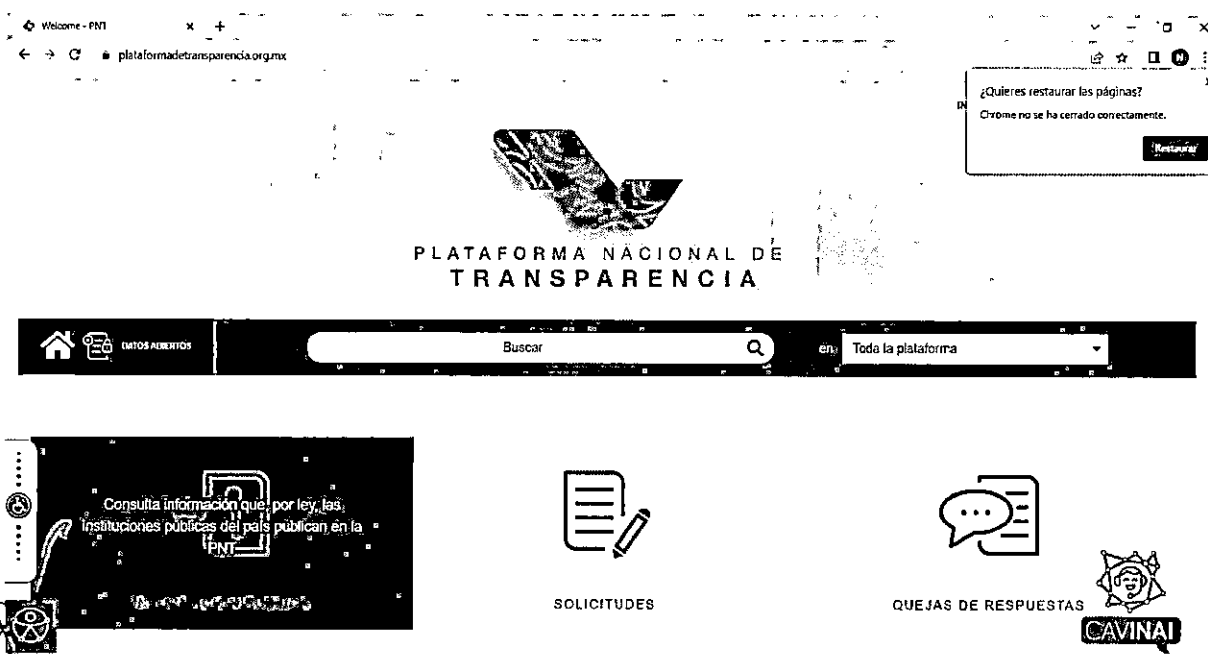 Welcome - PNT
plataformadetransparencia.org.mx
¿Quieres restaurar las páginas?
Chrome no se ha cerrado correctamente.
Restaurar
IN
PLATAFORMA NACIONAL DE
TRANSPARENCIA
DATOS ABIERTOS
Buscar
en:
Toda la plataforma
Consulta información que, por ley, las
instituciones públicas del país publican en la
PNT
SOLICITUDES
QUEJAS DE RESPUESTAS
CAVINAI